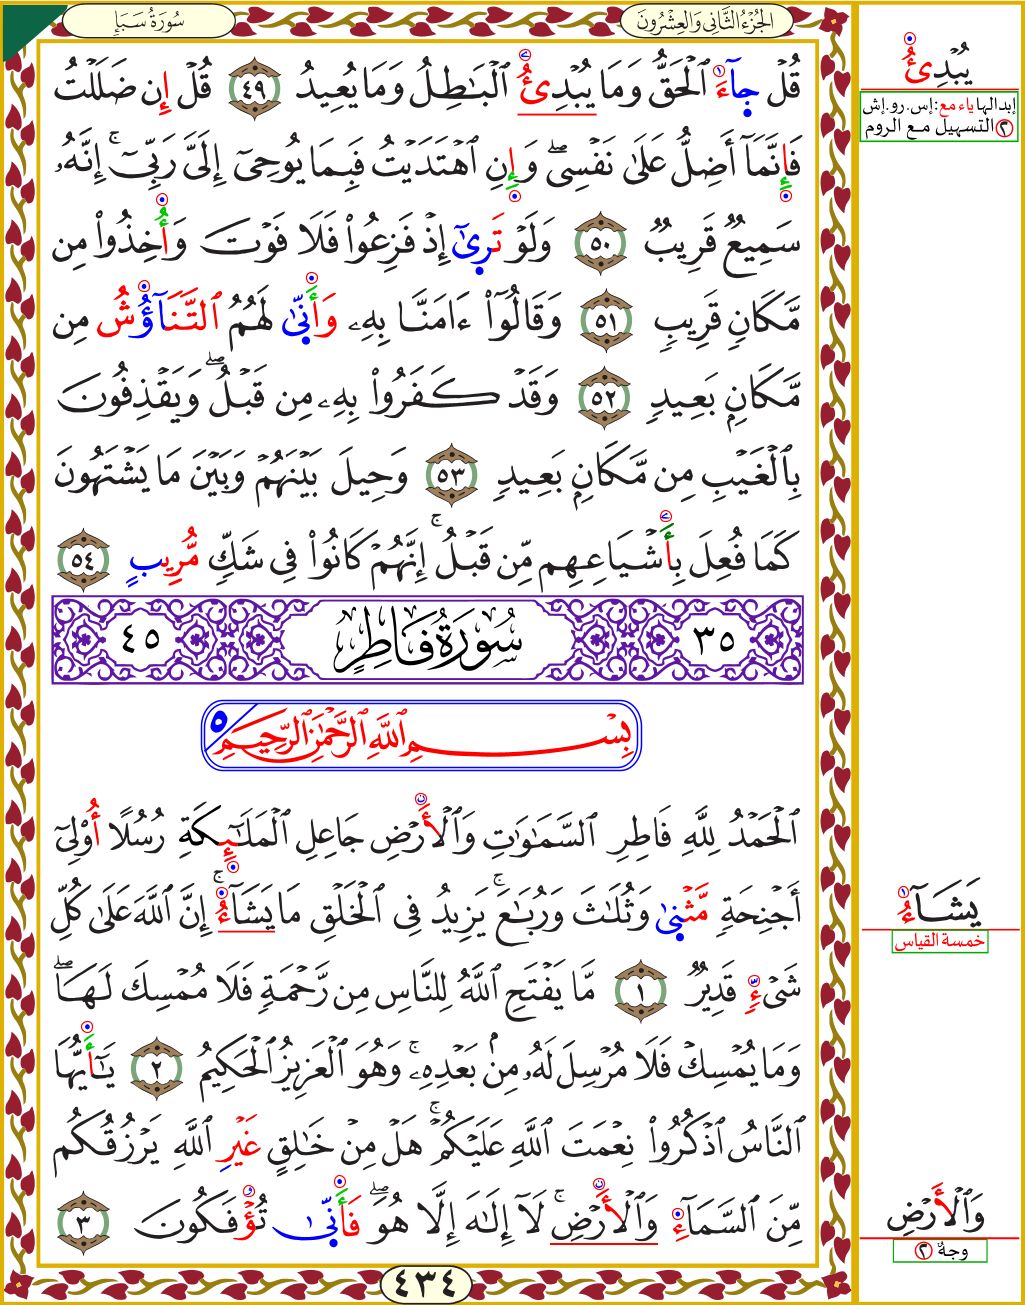 الجُزْءُ الثَّانِي وَالعِشْرُونَ
سُورَةُ سَبَإٍ
قُلْ جَآءَ ٱلْحَقُّ وَمَا يُبْدِئُ ٱلْبَٰطِلُ وَمَا يُعِيدُ ٤٩ قُلْ إِن ضَلَلْتُ
فَإِنَّمَآ أَضِلُّ عَلَىٰ نَفْسِى ۖ وَإِنِ ٱهْتَدَيْتُ فَبِمَا يُوحِىٓ إِلَىَّ رَبِّىٓ ۚ إِنَّهُۥ
سَمِيعٌ قَرِيبٌ ٥٠ وَلَوْ تَرَىٰٓ إِذْ فَزِعُوا۟ فَلَا فَوْتَ وَأُخِذُوا۟ مِن
مَّكَانٍ قَرِيبٍ ٥١ وَقَالُوٓا۟ ءَامَنَّا بِهِۦ وَأَنَّىٰ لَهُمُ ٱلتَّنَآؤُشُ مِن
مَّكَانٍۭ بَعِيدٍ ٥٢ وَقَدْ كَفَرُوا۟ بِهِۦ مِن قَبْلُ ۖ وَيَقْذِفُونَ
بِٱلْغَيْبِ مِن مَّكَانٍۭ بَعِيدٍ ٥٣ وَحِيلَ بَيْنَهُمْ وَبَيْنَ مَا يَشْتَهُونَ
كَمَا فُعِلَ بِأَشْيَاعِهِم مِّن قَبْلُ ۚ إِنَّهُمْ كَانُوا۟ فِى شَكٍّ مُّرِيبٍ ٥٤
٣٥ سُورَةُ فَاطِرٍ ٤٥
بِسْمِ ٱللَّهِ ٱلرَّحْمَٰنِ ٱلرَّحِيمِ ٥
ٱلْحَمْدُ لِلَّهِ فَاطِرِ ٱلسَّمَٰوَٰتِ وَٱلْأَرْضِ جَاعِلِ ٱلْمَلَٰٓئِكَةِ رُسُلًا أُو۟لِىٓ
أَجْنِحَةٍ مَّثْنَىٰ وَثُلَٰثَ وَرُبَٰعَ ۚ يَزِيدُ فِى ٱلْخَلْقِ مَا يَشَآءُ ۚ إِنَّ ٱللَّهَ عَلَىٰ كُلِّ
شَىْءٍ قَدِيرٌ ١ مَّا يَفْتَحِ ٱللَّهُ لِلنَّاسِ مِن رَّحْمَةٍ فَلَا مُمْسِكَ لَهَا ۖ
وَمَا يُمْسِكْ فَلَا مُرْسِلَ لَهُۥ مِنۢ بَعْدِهِۦ ۚ وَهُوَ ٱلْعَزِيزُ ٱلْحَكِيمُ ٢ يَٰٓأَيُّهَا
ٱلنَّاسُ ٱذْكُرُوا۟ نِعْمَتَ ٱللَّهِ عَلَيْكُمْ ۚ هَلْ مِنْ خَٰلِقٍ غَيْرِ ٱللَّهِ يَرْزُقُكُم
مِّنَ ٱلسَّمَآءِ وَٱلْأَرْضِ ۚ لَآ إِلَٰهَ إِلَّا هُوَ ۖ فَأَنَّىٰ تُؤْفَكُونَ ٣
٤٣٤
يُبْدِئُ
إبدالها ياء مع: إس.رو.إش
٢ التسهيل مع الروم
يَشَآءُ
خمسة القياس
وَٱلْأَرْضِ
وجهٌ ٢